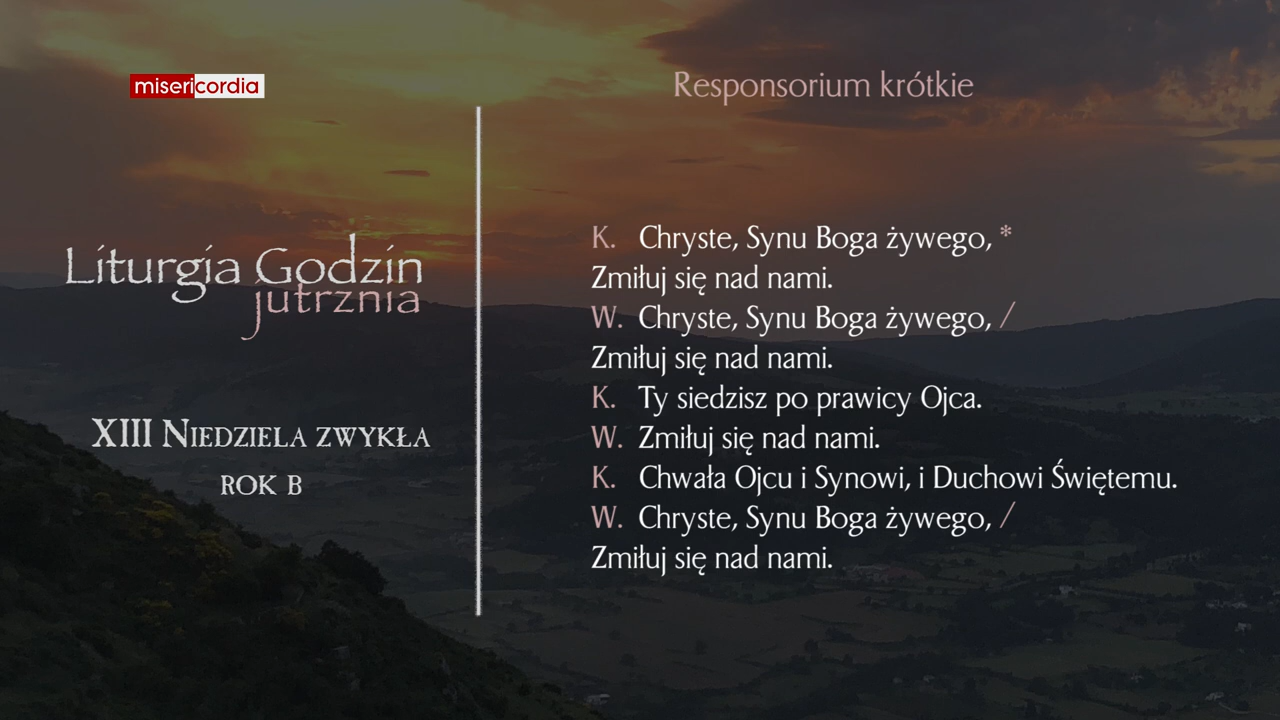 misericordia
Liturgia Godzin
jutrznia
XIII Niedziela zwykła
rok B
Responsorium krótkie
K. Chryste, Synu Boga żywego, *
Zmiłuj się nad nami.
W. Chryste, Synu Boga żywego, /
Zmiłuj się nad nami.
K. Ty siedzisz po prawicy Ojca.
W. Zmiłuj się nad nami.
K. Chwała Ojcu i Synowi, i Duchowi Świętemu.
W. Chryste, Synu Boga żywego, /
Zmiłuj się nad nami.